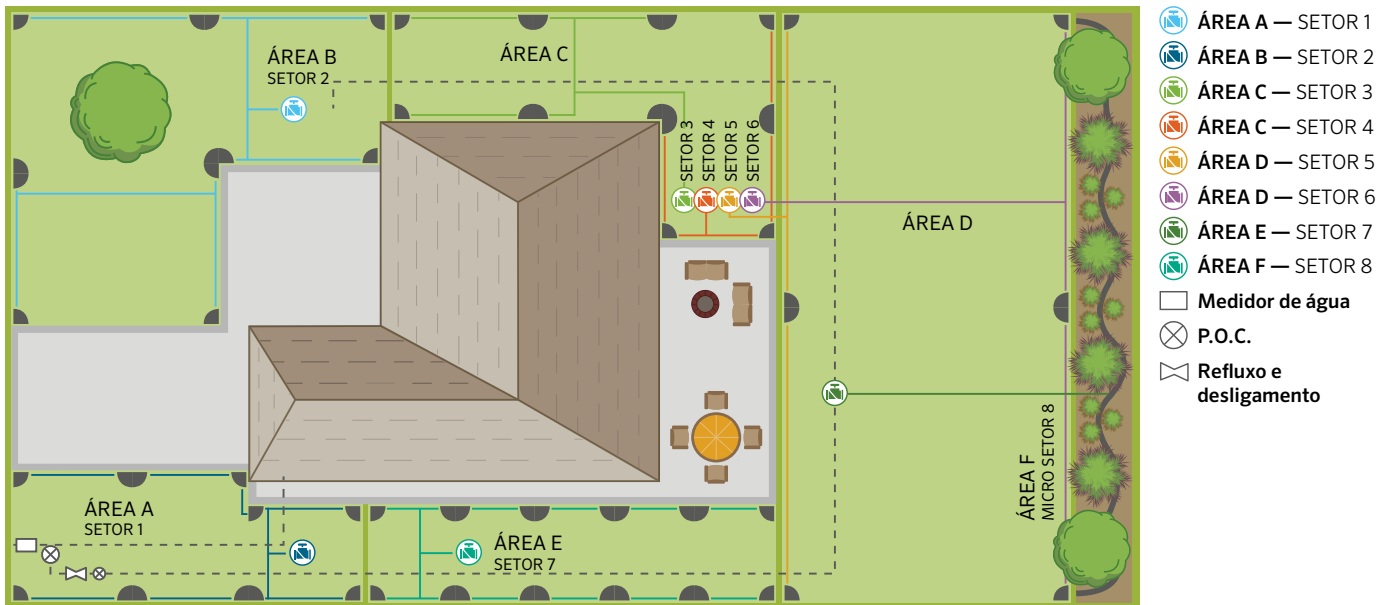 ÁREA B
SETOR 2
ÁREA C
SETOR 3
SETOR 4
SETOR 5
SETOR 6
ÁREA D
ÁREA A
SETOR 1
ÁREA E
SETOR 7
ÁREA F
MICRO SETOR 8
ÁREA A — SETOR 1
ÁREA B — SETOR 2
ÁREA C — SETOR 3
ÁREA C — SETOR 4
ÁREA D — SETOR 5
ÁREA D — SETOR 6
ÁREA E — SETOR 7
ÁREA F — SETOR 8
Medidor de água
P.O.C.
Refluxo e
desligamento